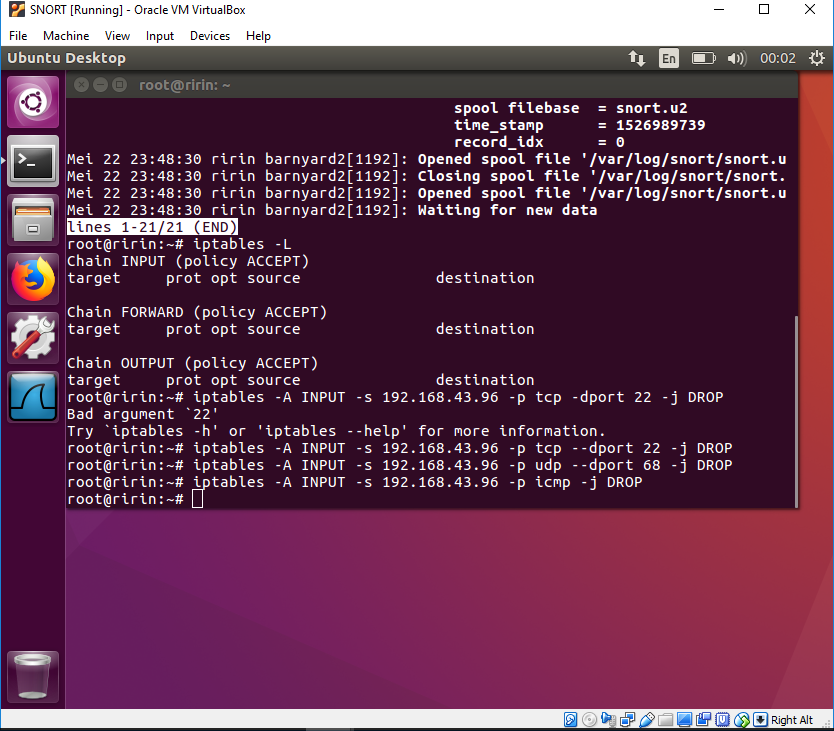 SNORT [Running] - Oracle VM VirtualBox
File Machine View Input Devices Help
Ubuntu Desktop
En
00:02
root@ririn: ~
spool filebase = snort.u2
time_stamp = 1526989739
record_idx = 0
Mei 22 23:48:30 ririn barnyard2[1192]: Opened spool file '/var/log/snort/snort.u
Mei 22 23:48:30 ririn barnyard2[1192]: Closing spool file '/var/log/snort/snort.
Mei 22 23:48:30 ririn barnyard2[1192]: Opened spool file '/var/log/snort/snort.u
Mei 22 23:48:30 ririn barnyard2[1192]: Waiting for new data
lines 1-21/21 (END)
root@ririn:~# iptables -L
Chain INPUT (policy ACCEPT)
target prot opt source destination
Chain FORWARD (policy ACCEPT)
target prot opt source destination
Chain OUTPUT (policy ACCEPT)
target prot opt source destination
root@ririn:~# iptables -A INPUT -s 192.168.43.96 -p tcp -dport 22 -j DROP
Bad argument `22'
Try `iptables -h' or 'iptables --help' for more information.
root@ririn:~# iptables -A INPUT -s 192.168.43.96 -p tcp --dport 22 -j DROP
root@ririn:~# iptables -A INPUT -s 192.168.43.96 -p udp --dport 68 -j DROP
root@ririn:~# iptables -A INPUT -s 192.168.43.96 -p icmp -j DROP
root@ririn:~#
Right Alt